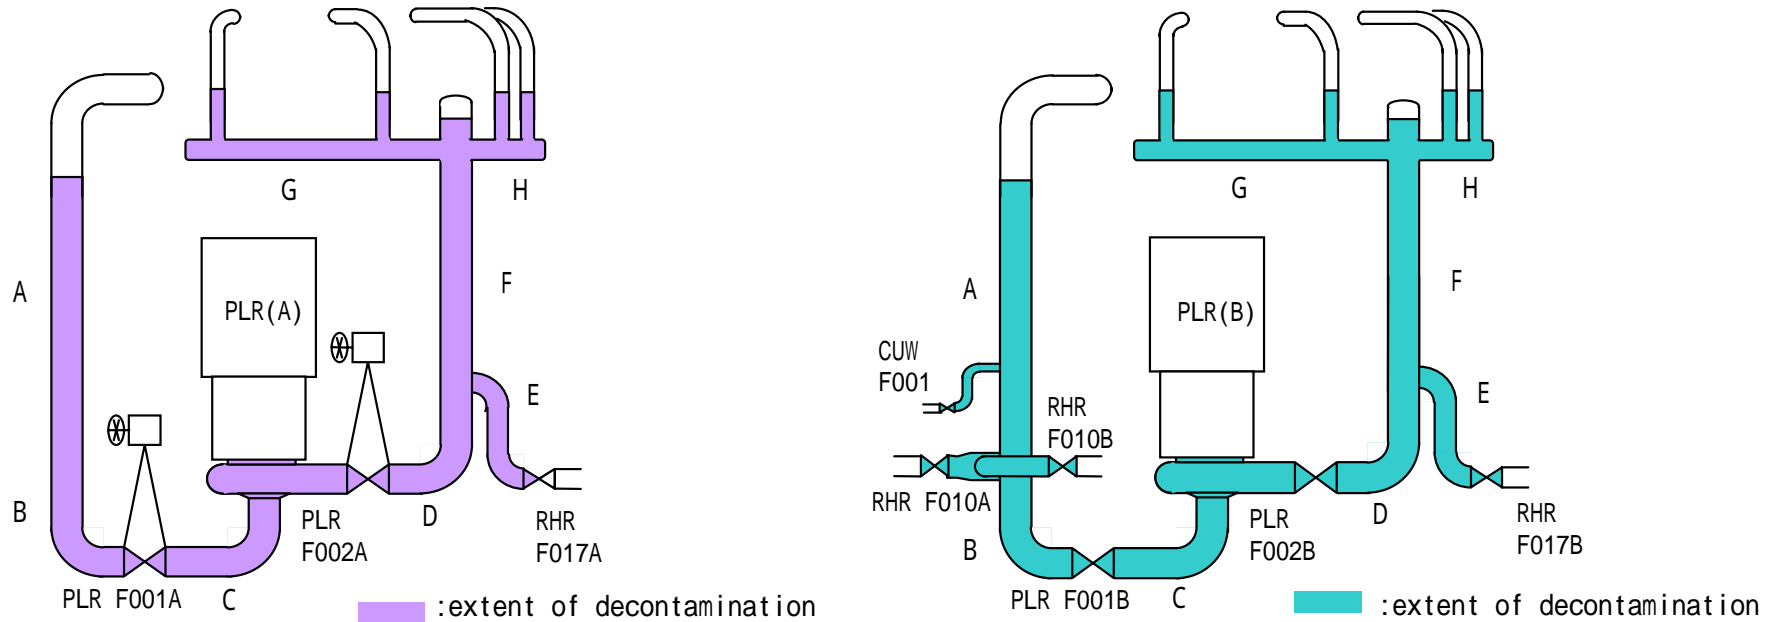 G
H
A
F
PLR(A)
E
B
PLR
F002A
D
RHR
F017A
PLR F001A
C
:extent of decontamination
G
H
A
F
PLR(B)
CUW
F001
E
RHR
F010B
RHR F010A
B
PLR
F002B
D
RHR
F017B
PLR F001B
C
:extent of decontamination